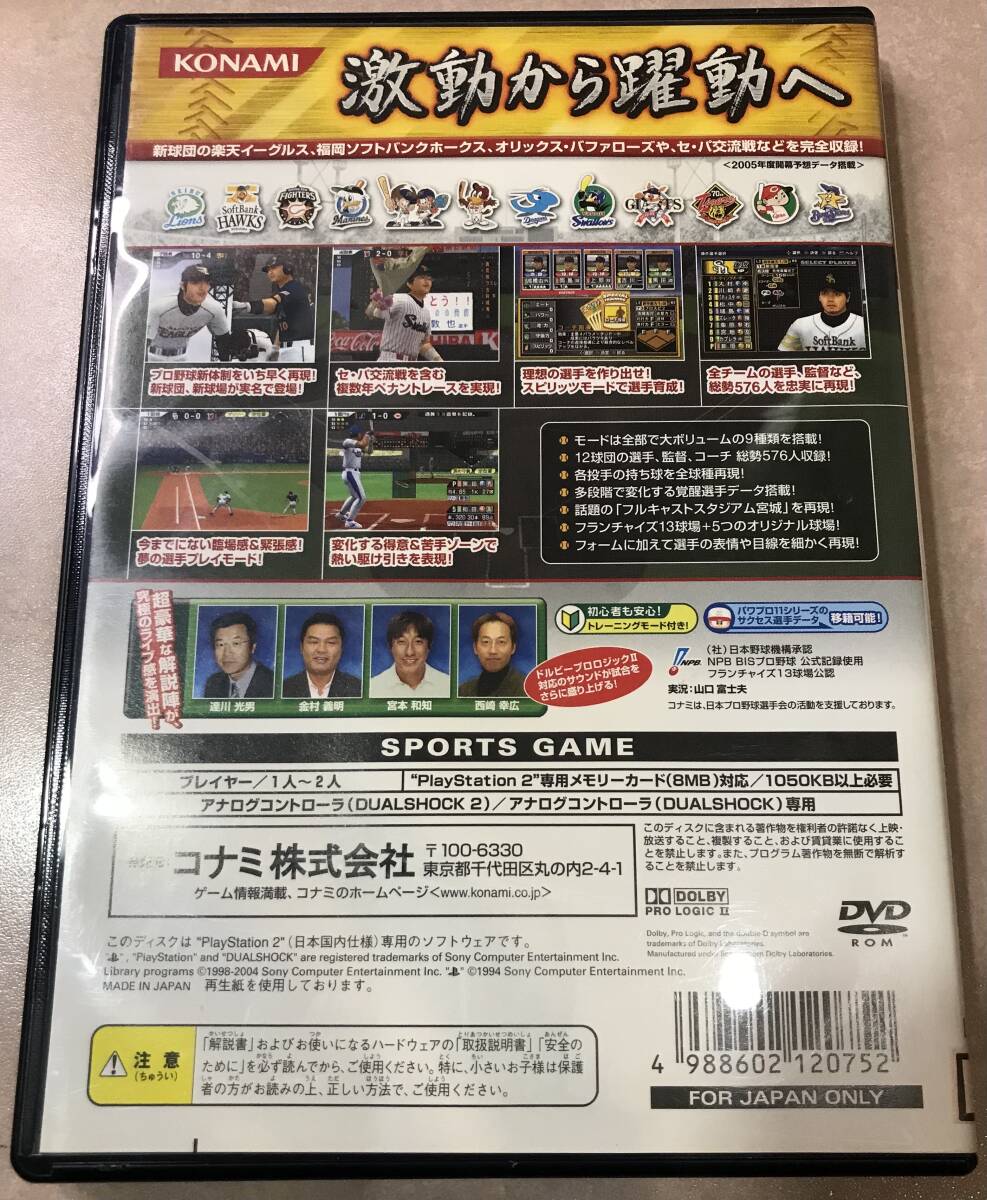 KONAMI
激動から躍動へ
新球団の楽天イーグルス、福岡ソフトバンクホークス、オリックス・バファローズや、セ・パ交流戦などを完全収録!
<2005年度開幕予想データ搭載>
Lions
SoftBank
HAWKS
FIGHTERS
Marines
Dragons
Swallows
GIANTS
Tigers
10-4
2-0
とう!!
敦也
SELECT PLAYER
プロ野球新体制をいち早く再現!
新球団、新球場が実名で登場!
セ・パ交流戦を含む
複数年ペナントレースを実現!
理想の選手を作り出せ!
スピリッツモードで選手育成!
全チームの選手、監督など、
総勢576人を忠実に再現!
0-0
1-0
今までにない臨場感&緊張感!
夢の選手プレイモード!
変化する得意&苦手ゾーンで
熱い駆け引きを表現!
モードは全部で大ボリュームの9種類を搭載!
12球団の選手、監督、コーチ 総勢576人収録!
各投手の持ち球を全球種再現!
多段階で変化する覚醒選手データ搭載!
話題の「フルキャストスタジアム宮城」を再現!
フランチャイズ13球場+5つのオリジナル球場!
フォームに加えて選手の表情や目線を細かく再現!
超豪華な解説陣が、
究極のライブ感を演出!
達川 光男
金村 義明
宮本 和知
西崎 幸広
初心者も安心!
トレーニングモード付き!
パワプロ11シリーズの
サクセス選手データ
移籍可能!
ドルビープロロジックⅡ
対応のサウンドが試合を
さらに盛り上げる!
NPB
(社)日本野球機構承認
NPB BISプロ野球 公式記録使用
フランチャイズ13球場公認
実況:山口 富士夫
コナミは、日本プロ野球選手会の活動を支援しております。
SPORTS GAME
プレイヤー/1人~2人
“PlayStation 2”専用メモリーカード(8MB)対応/1050KB以上必要
アナログコントローラ(DUALSHOCK 2)/アナログコントローラ(DUALSHOCK)専用
コナミ株式会社
〒100-6330
東京都千代田区丸の内2-4-1
ゲーム情報満載、コナミのホームページ<www.konami.co.jp>
このディスクに含まれる著作物を権利者の許諾なく上映・
放送すること、複製すること、および賃貸業に使用するこ
とを禁止します。また、プログラム著作物を無断で解析す
ることを禁止します。
DOLBY
PRO LOGIC II
DVD
ROM
Dolby, Pro Logic, and the double-D symbol are
trademarks of Dolby Laboratories.
Manufactured under license from Dolby Laboratories.
このディスクは “PlayStation 2”(日本国内仕様)専用のソフトウェアです。
", "PlayStation" and "DUALSHOCK" are registered trademarks of Sony Computer Entertainment Inc.
Library programs ©1998-2004 Sony Computer Entertainment Inc. " " ©1994 Sony Computer Entertainment Inc.
MADE IN JAPAN 再生紙を使用しております。
注意
(ちゅうい)
「解説書」およびお使いになるハードウェアの「取扱説明書」「安全の
ために」を必ず読んでから、ご使用ください。特に、小さいお子様は保護
者の方がお読みの上、正しい方法で、ご使用ください。
4 988602 120752
FOR JAPAN ONLY